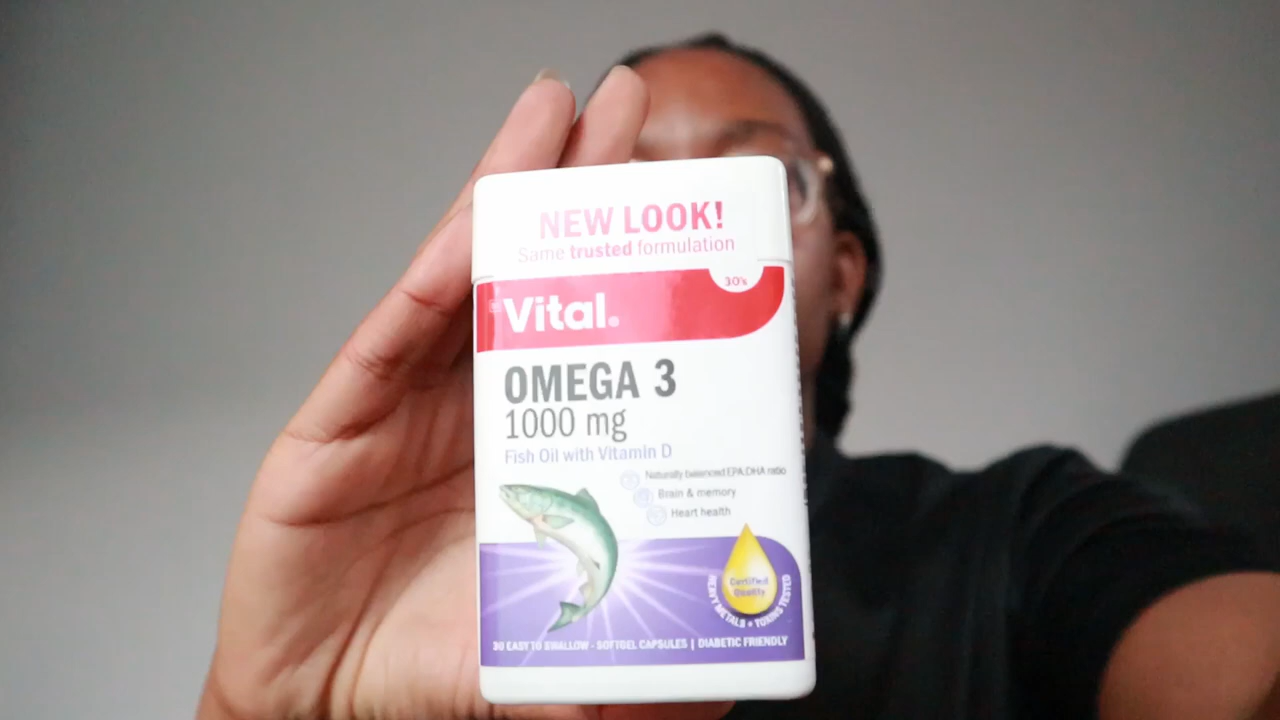 NEW LOOK!
Same trusted formulation
30's
Vital®
OMEGA 3
1000 mg
Fish Oil with Vitamin D
Naturally balanced EPA:DHA ratio
Brain & memory
Heart health
Certified
Quality
HEAVY METALS • TOXINS TESTED
30 EASY TO SWALLOW - SOFTGEL CAPSULES | DIABETIC FRIENDLY